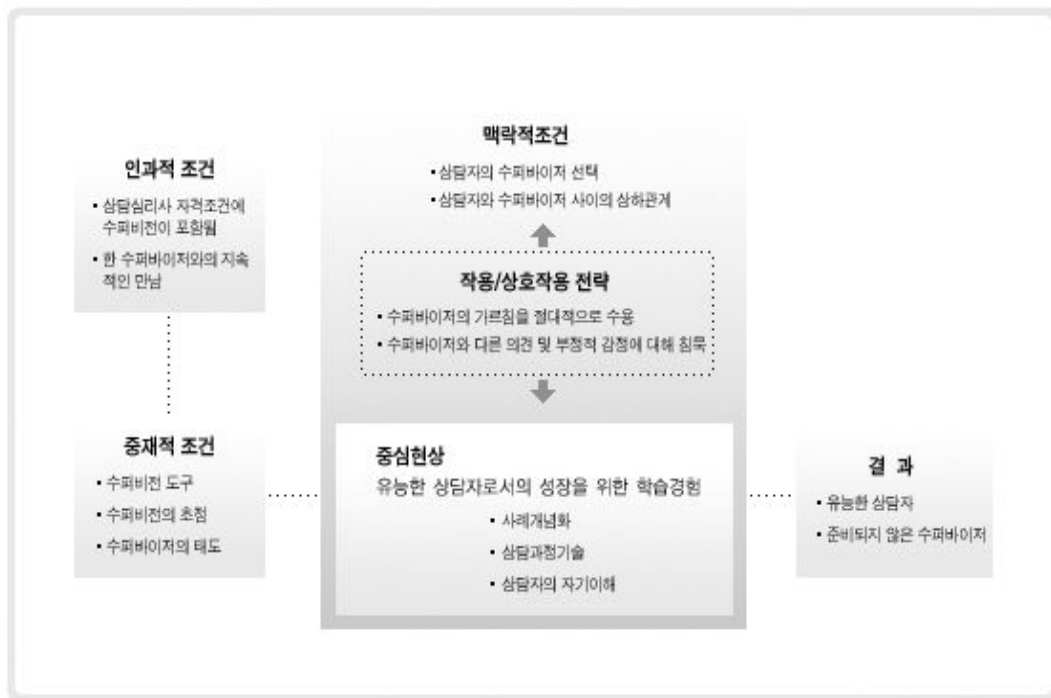 인과적 조건
▪ 상담심리사 자격조건에
수퍼비전이 포함됨
▪ 한 수퍼바이저와의 지속
적인 만남
맥락적조건
▪ 상담자의 수퍼바이저 선택
▪ 상담자와 수퍼바이저 사이의 상하관계
작용/상호작용 전략
▪ 수퍼바이저의 가르침을 절대적으로 수용
▪ 수퍼바이저와 다른 의견 및 부정적 감정에 대해 침묵
중재적 조건
▪ 수퍼비전 도구
▪ 수퍼비전의 초점
▪ 수퍼바이저의 태도
중심현상
유능한 상담자로서의 성장을 위한 학습경험
▪ 사례개념화
▪ 상담과정기술
▪ 상담자의 자기이해
결 과
▪ 유능한 상담자
▪ 준비되지 않은 수퍼바이저